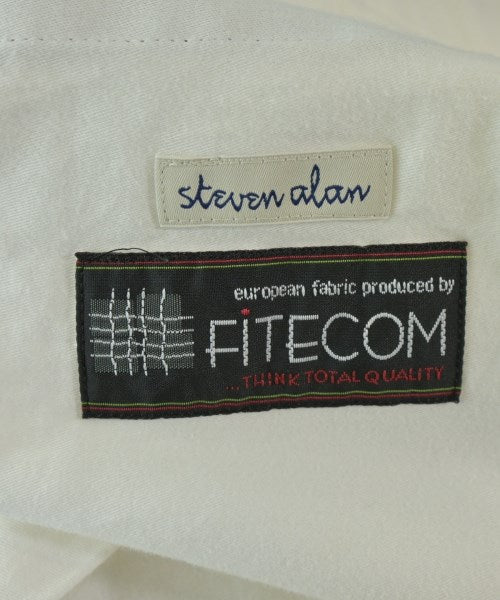 steven alan
european fabric produced by
FiTECOM
...THINK TOTAL QUALITY